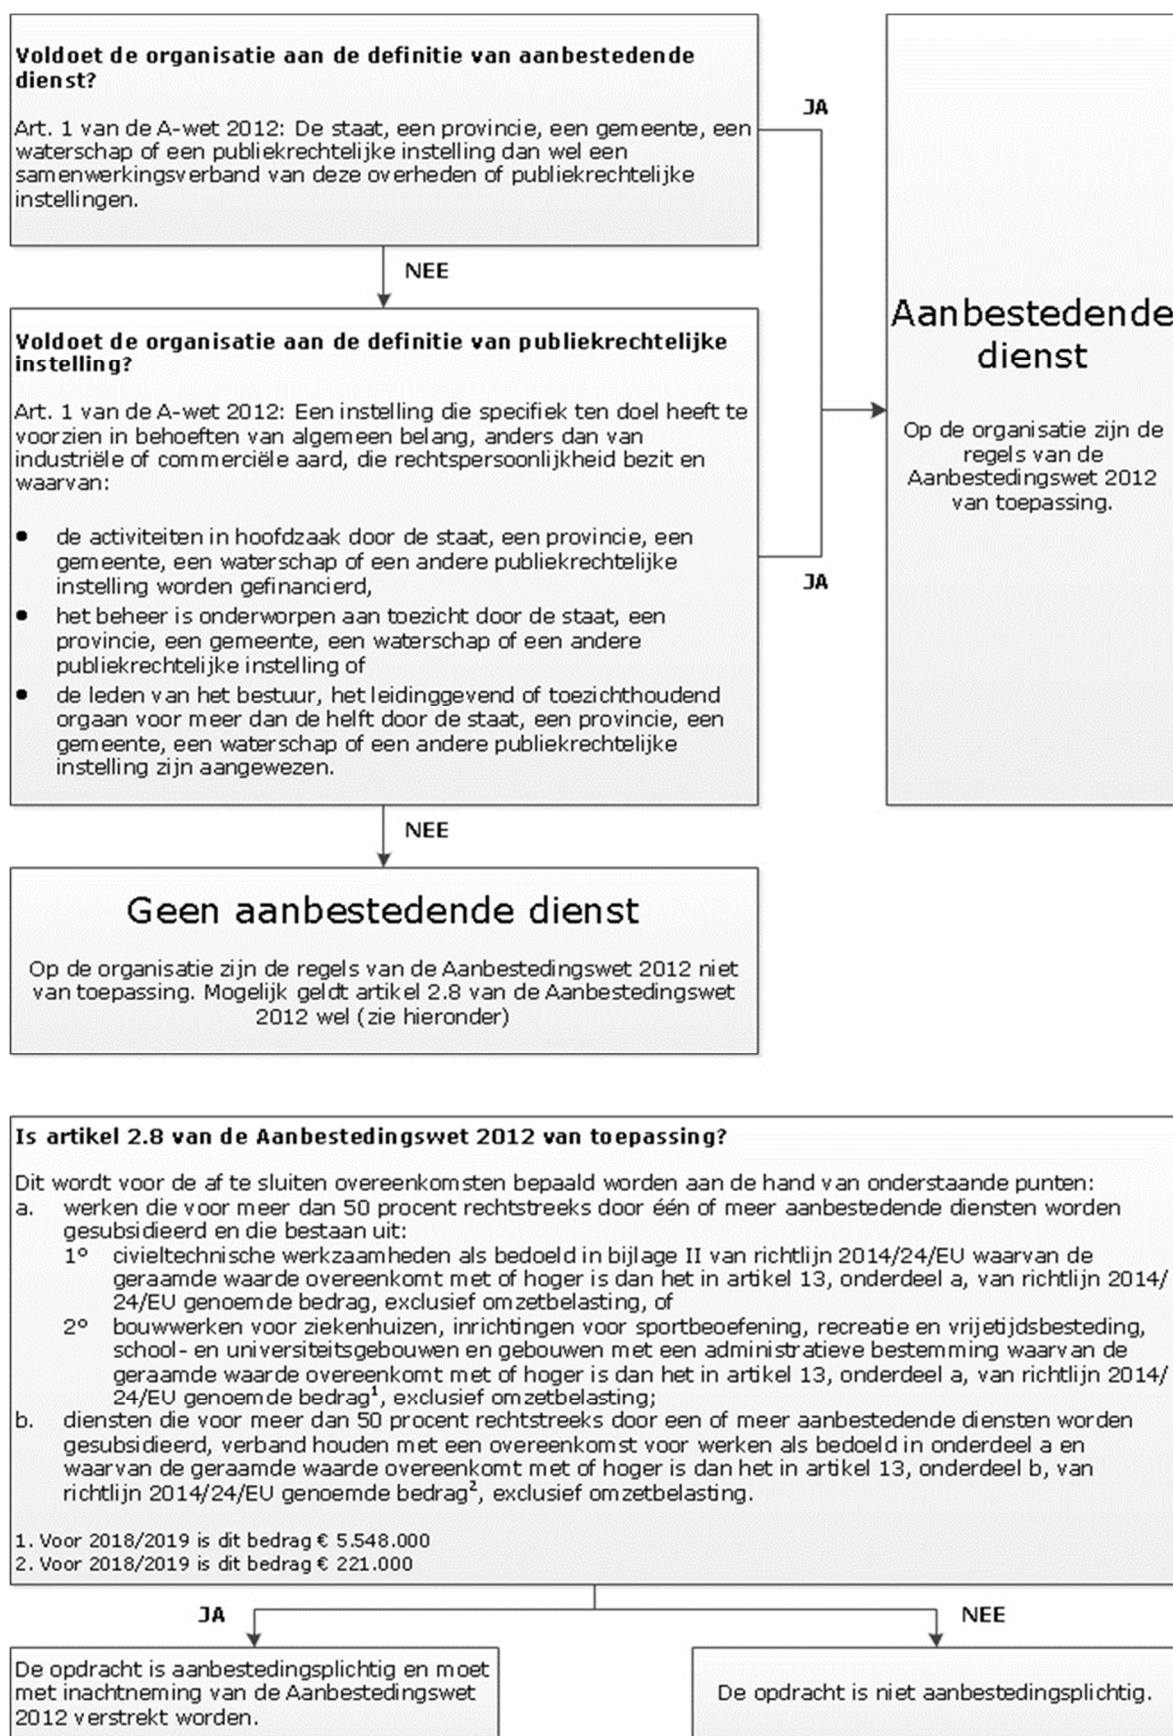 Voldoet de organisatie aan de definitie van aanbestedende
dienst?
Art. 1 van de A-wet 2012: De staat, een provincie, een gemeente, een
waterschap of een publiekrechtelijke instelling dan wel een
samenwerkingsverband van deze overheden of publiekrechtelijke
instellingen.
JA
NEE
Voldoet de organisatie aan de definitie van publiekrechtelijke
instelling?
Art. 1 van de A-wet 2012: Een instelling die specifiek ten doel heeft te
voorzien in behoeften van algemeen belang, anders dan van
industriële of commerciële aard, die rechtspersoonlijkheid bezit en
waarvan:
● de activiteiten in hoofdzaak door de staat, een provincie, een
gemeente, een waterschap of een andere publiekrechtelijke
instelling worden gefinancierd,
● het beheer is onderworpen aan toezicht door de staat, een
provincie, een gemeente, een waterschap of een andere
publiekrechtelijke instelling of
● de leden van het bestuur, het leidinggevend of toezichthoudend
orgaan voor meer dan de helft door de staat, een provincie, een
gemeente, een waterschap of een andere publiekrechtelijke
instelling zijn aangewezen.
JA
Aanbestedende
dienst
Op de organisatie zijn de
regels van de
Aanbestedingswet 2012
van toepassing.
NEE
Geen aanbestedende dienst
Op de organisatie zijn de regels van de Aanbestedingswet 2012 niet
van toepassing. Mogelijk geldt artikel 2.8 van de Aanbestedingswet
2012 wel (zie hieronder)
Is artikel 2.8 van de Aanbestedingswet 2012 van toepassing?
Dit wordt voor de af te sluiten overeenkomsten bepaald worden aan de hand van onderstaande punten:
a. werken die voor meer dan 50 procent rechtstreeks door één of meer aanbestedende diensten worden
gesubsidieerd en die bestaan uit:
1° civieltechnische werkzaamheden als bedoeld in bijlage II van richtlijn 2014/24/EU waarvan de
geraamde waarde overeenkomt met of hoger is dan het in artikel 13, onderdeel a, van richtlijn 2014/
24/EU genoemde bedrag, exclusief omzetbelasting, of
2° bouwwerken voor ziekenhuizen, inrichtingen voor sportbeoefening, recreatie en vrijetijdsbesteding,
school- en universiteitsgebouwen en gebouwen met een administratieve bestemming waarvan de
geraamde waarde overeenkomt met of hoger is dan het in artikel 13, onderdeel a, van richtlijn 2014/
24/EU genoemde bedrag¹, exclusief omzetbelasting;
b. diensten die voor meer dan 50 procent rechtstreeks door een of meer aanbestedende diensten worden
gesubsidieerd, verband houden met een overeenkomst voor werken als bedoeld in onderdeel a en
waarvan de geraamde waarde overeenkomt met of hoger is dan het in artikel 13, onderdeel b, van
richtlijn 2014/24/EU genoemde bedrag², exclusief omzetbelasting.
1. Voor 2018/2019 is dit bedrag € 5.548.000
2. Voor 2018/2019 is dit bedrag € 221.000
JA
NEE
De opdracht is aanbestedingsplichtig en moet
met inachtneming van de Aanbestedingswet
2012 verstrekt worden.
De opdracht is niet aanbestedingsplichtig.